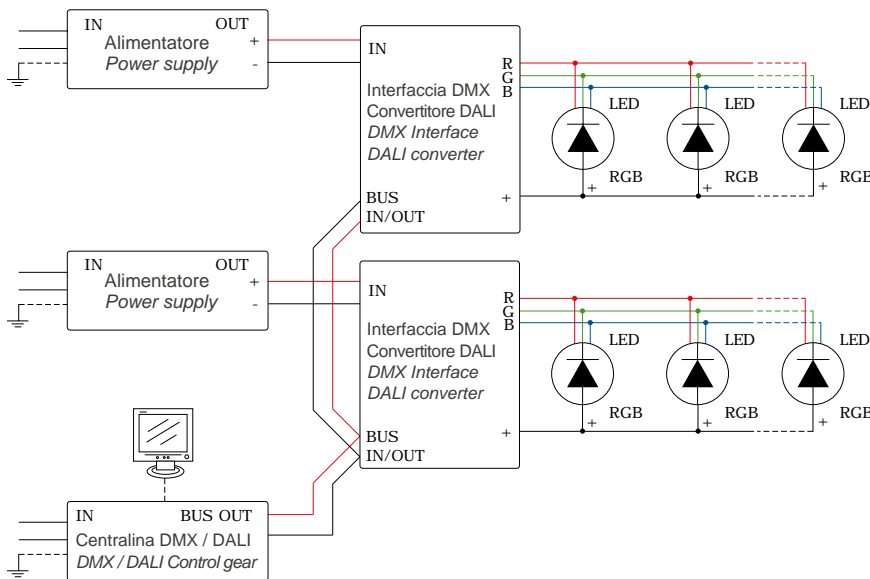 IN OUT
Alimentatore +
Power supply -
IN
Interfaccia DMX
Convertitore DALI
DMX Interface
DALI converter
BUS
IN/OUT +
R
G
B
LED LED LED
RGB RGB RGB
+ + +
IN OUT
Alimentatore +
Power supply -
IN
Interfaccia DMX
Convertitore DALI
DMX Interface
DALI converter
+
BUS
IN/OUT
R
G
B
LED LED LED
RGB RGB RGB
+ + +
IN BUS OUT
Centralina DMX / DALI
DMX / DALI Control gear